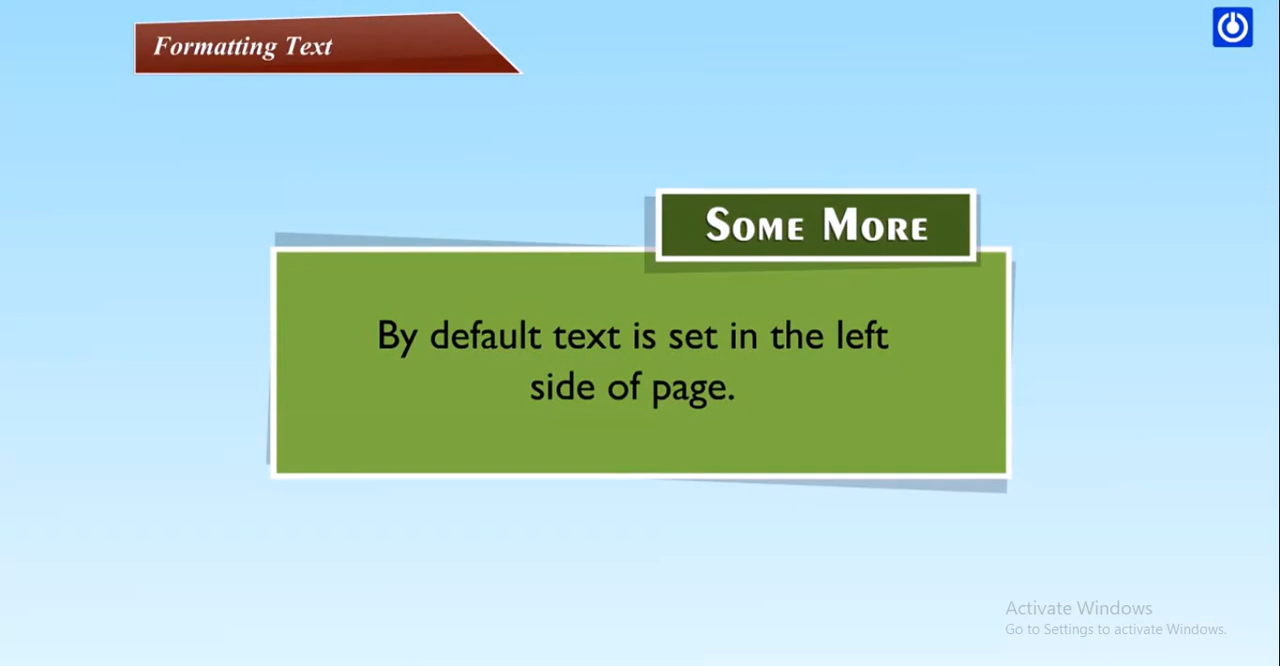 Formatting Text
Some More
By default text is set in the left
side of page.
Activate Windows
Go to Settings to activate Windows.